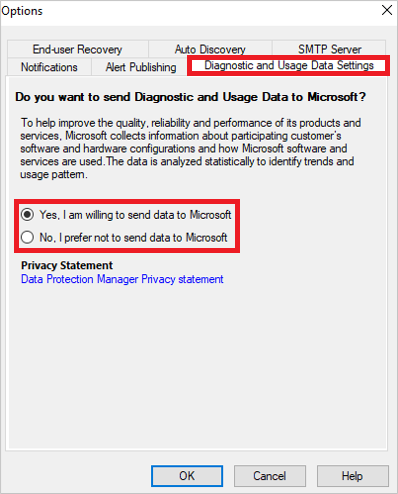 Options
End-user Recovery
Auto Discovery
SMTP Server
Notifications
Alert Publishing
Diagnostic and Usage Data Settings
Do you want to send Diagnostic and Usage Data to Microsoft?
To help improve the quality, reliability and performance of its products and
services, Microsoft collects information about participating customer's
software and hardware configurations and how Microsoft software and
services are used.The data is analyzed statistically to identify trends and
usage pattern.
Yes, I am willing to send data to Microsoft
No, I prefer not to send data to Microsoft
Privacy Statement
Data Protection Manager Privacy statement
OK
Cancel
Help